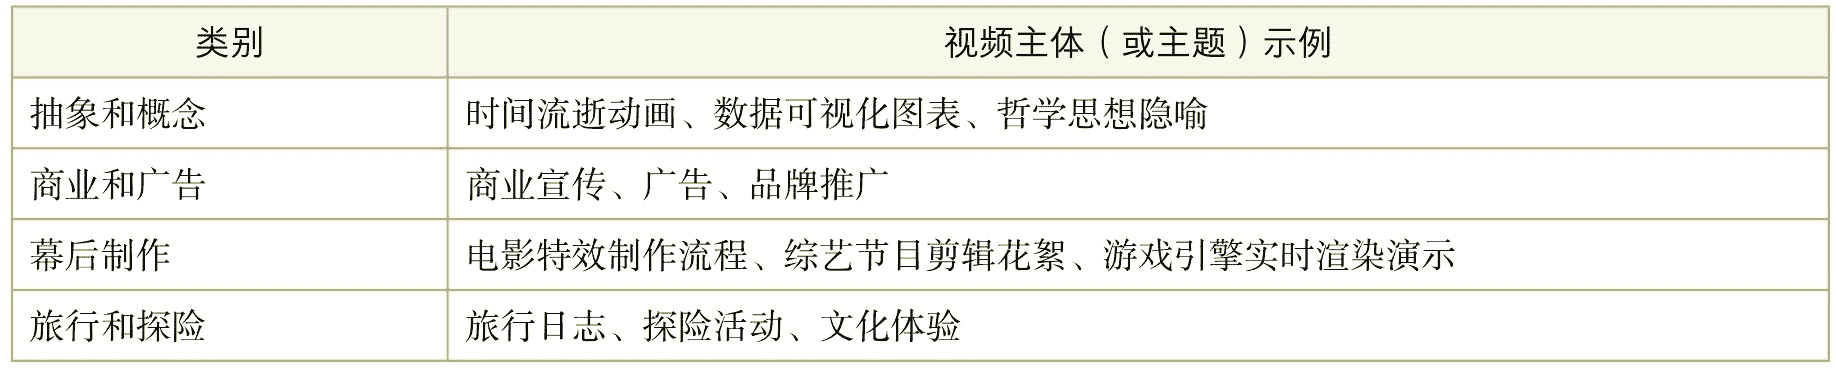 类别 视频主体（或主题）示例
抽象和概念 时间流逝动画、数据可视化图表、哲学思想隐喻
商业和广告 商业宣传、广告、品牌推广
幕后制作 电影特效制作流程、综艺节目剪辑花絮、游戏引擎实时渲染演示
旅行和探险 旅行日志、探险活动、文化体验